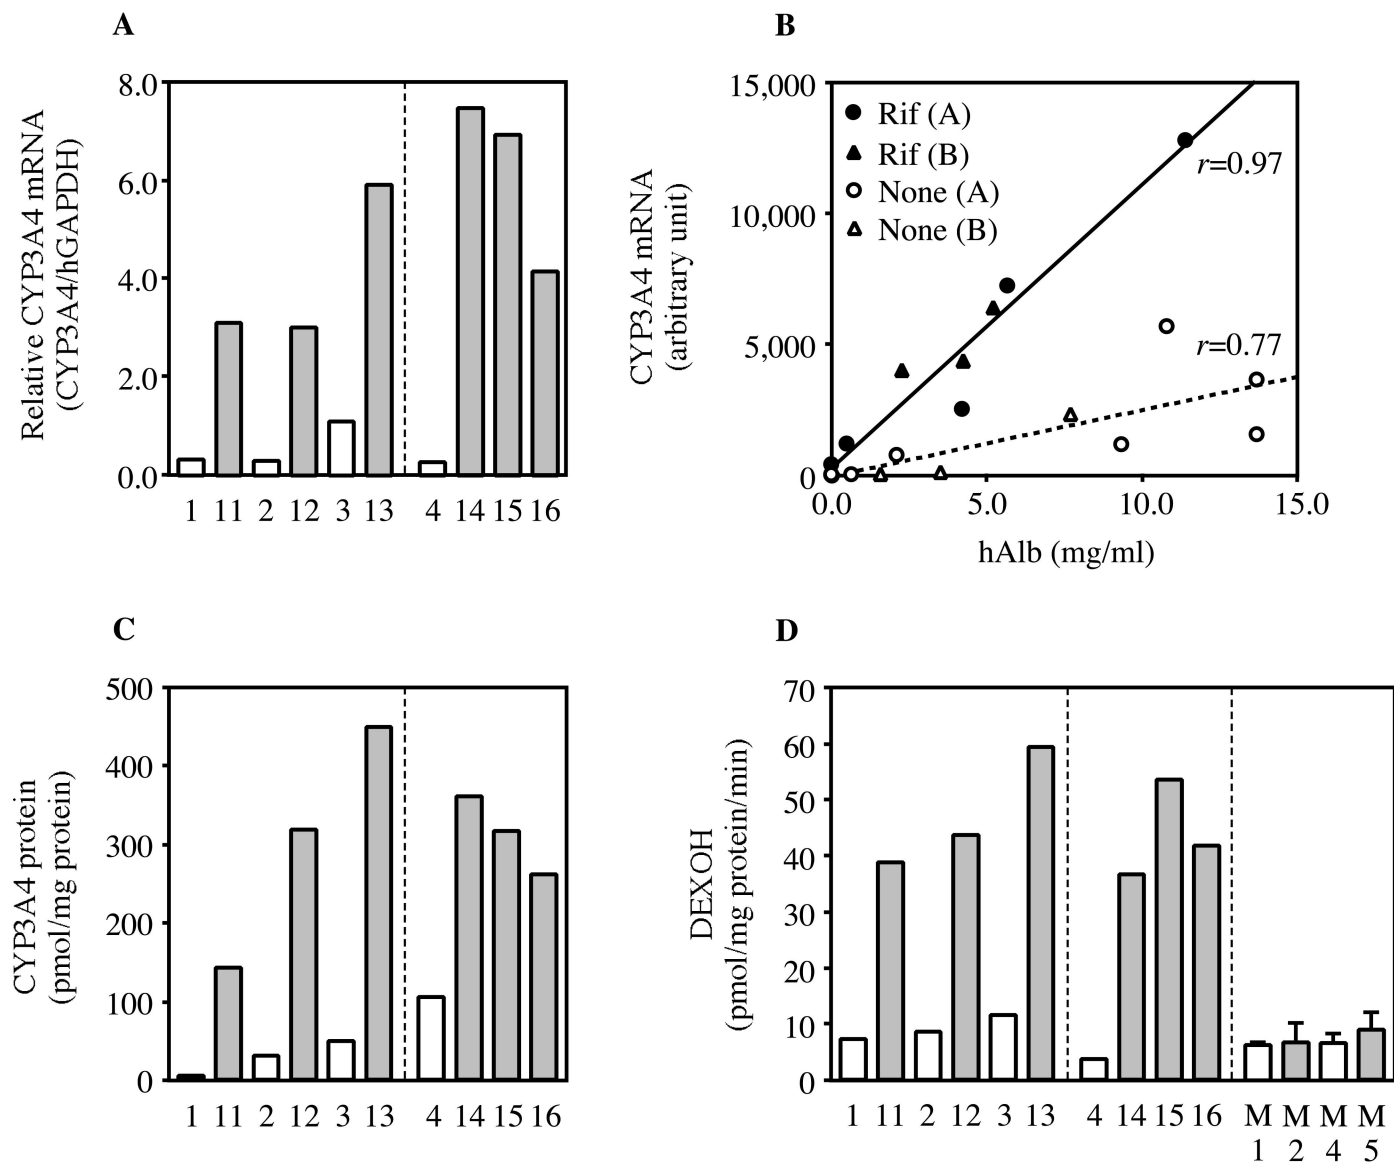 A
Relative CYP3A4 mRNA
(CYP3A4/hGAPDH)
8.0
6.0
4.0
2.0
0.0
1 11 2 12 3 13 4 14 15 16
B
CYP3A4 mRNA
(arbitrary unit)
15,000
10,000
5,000
0
Rif (A)
Rif (B)
None (A)
None (B)
r=0.97
r=0.77
0.0 5.0 10.0 15.0
hAlb (mg/ml)
C
CYP3A4 protein
(pmol/mg protein)
500
400
300
200
100
0
1 11 2 12 3 13 4 14 15 16
D
DEXOH
(pmol/mg protein/min)
70
60
50
40
30
20
10
0
1 11 2 12 3 13 4 14 15 16 M M M M
1 2 4 5